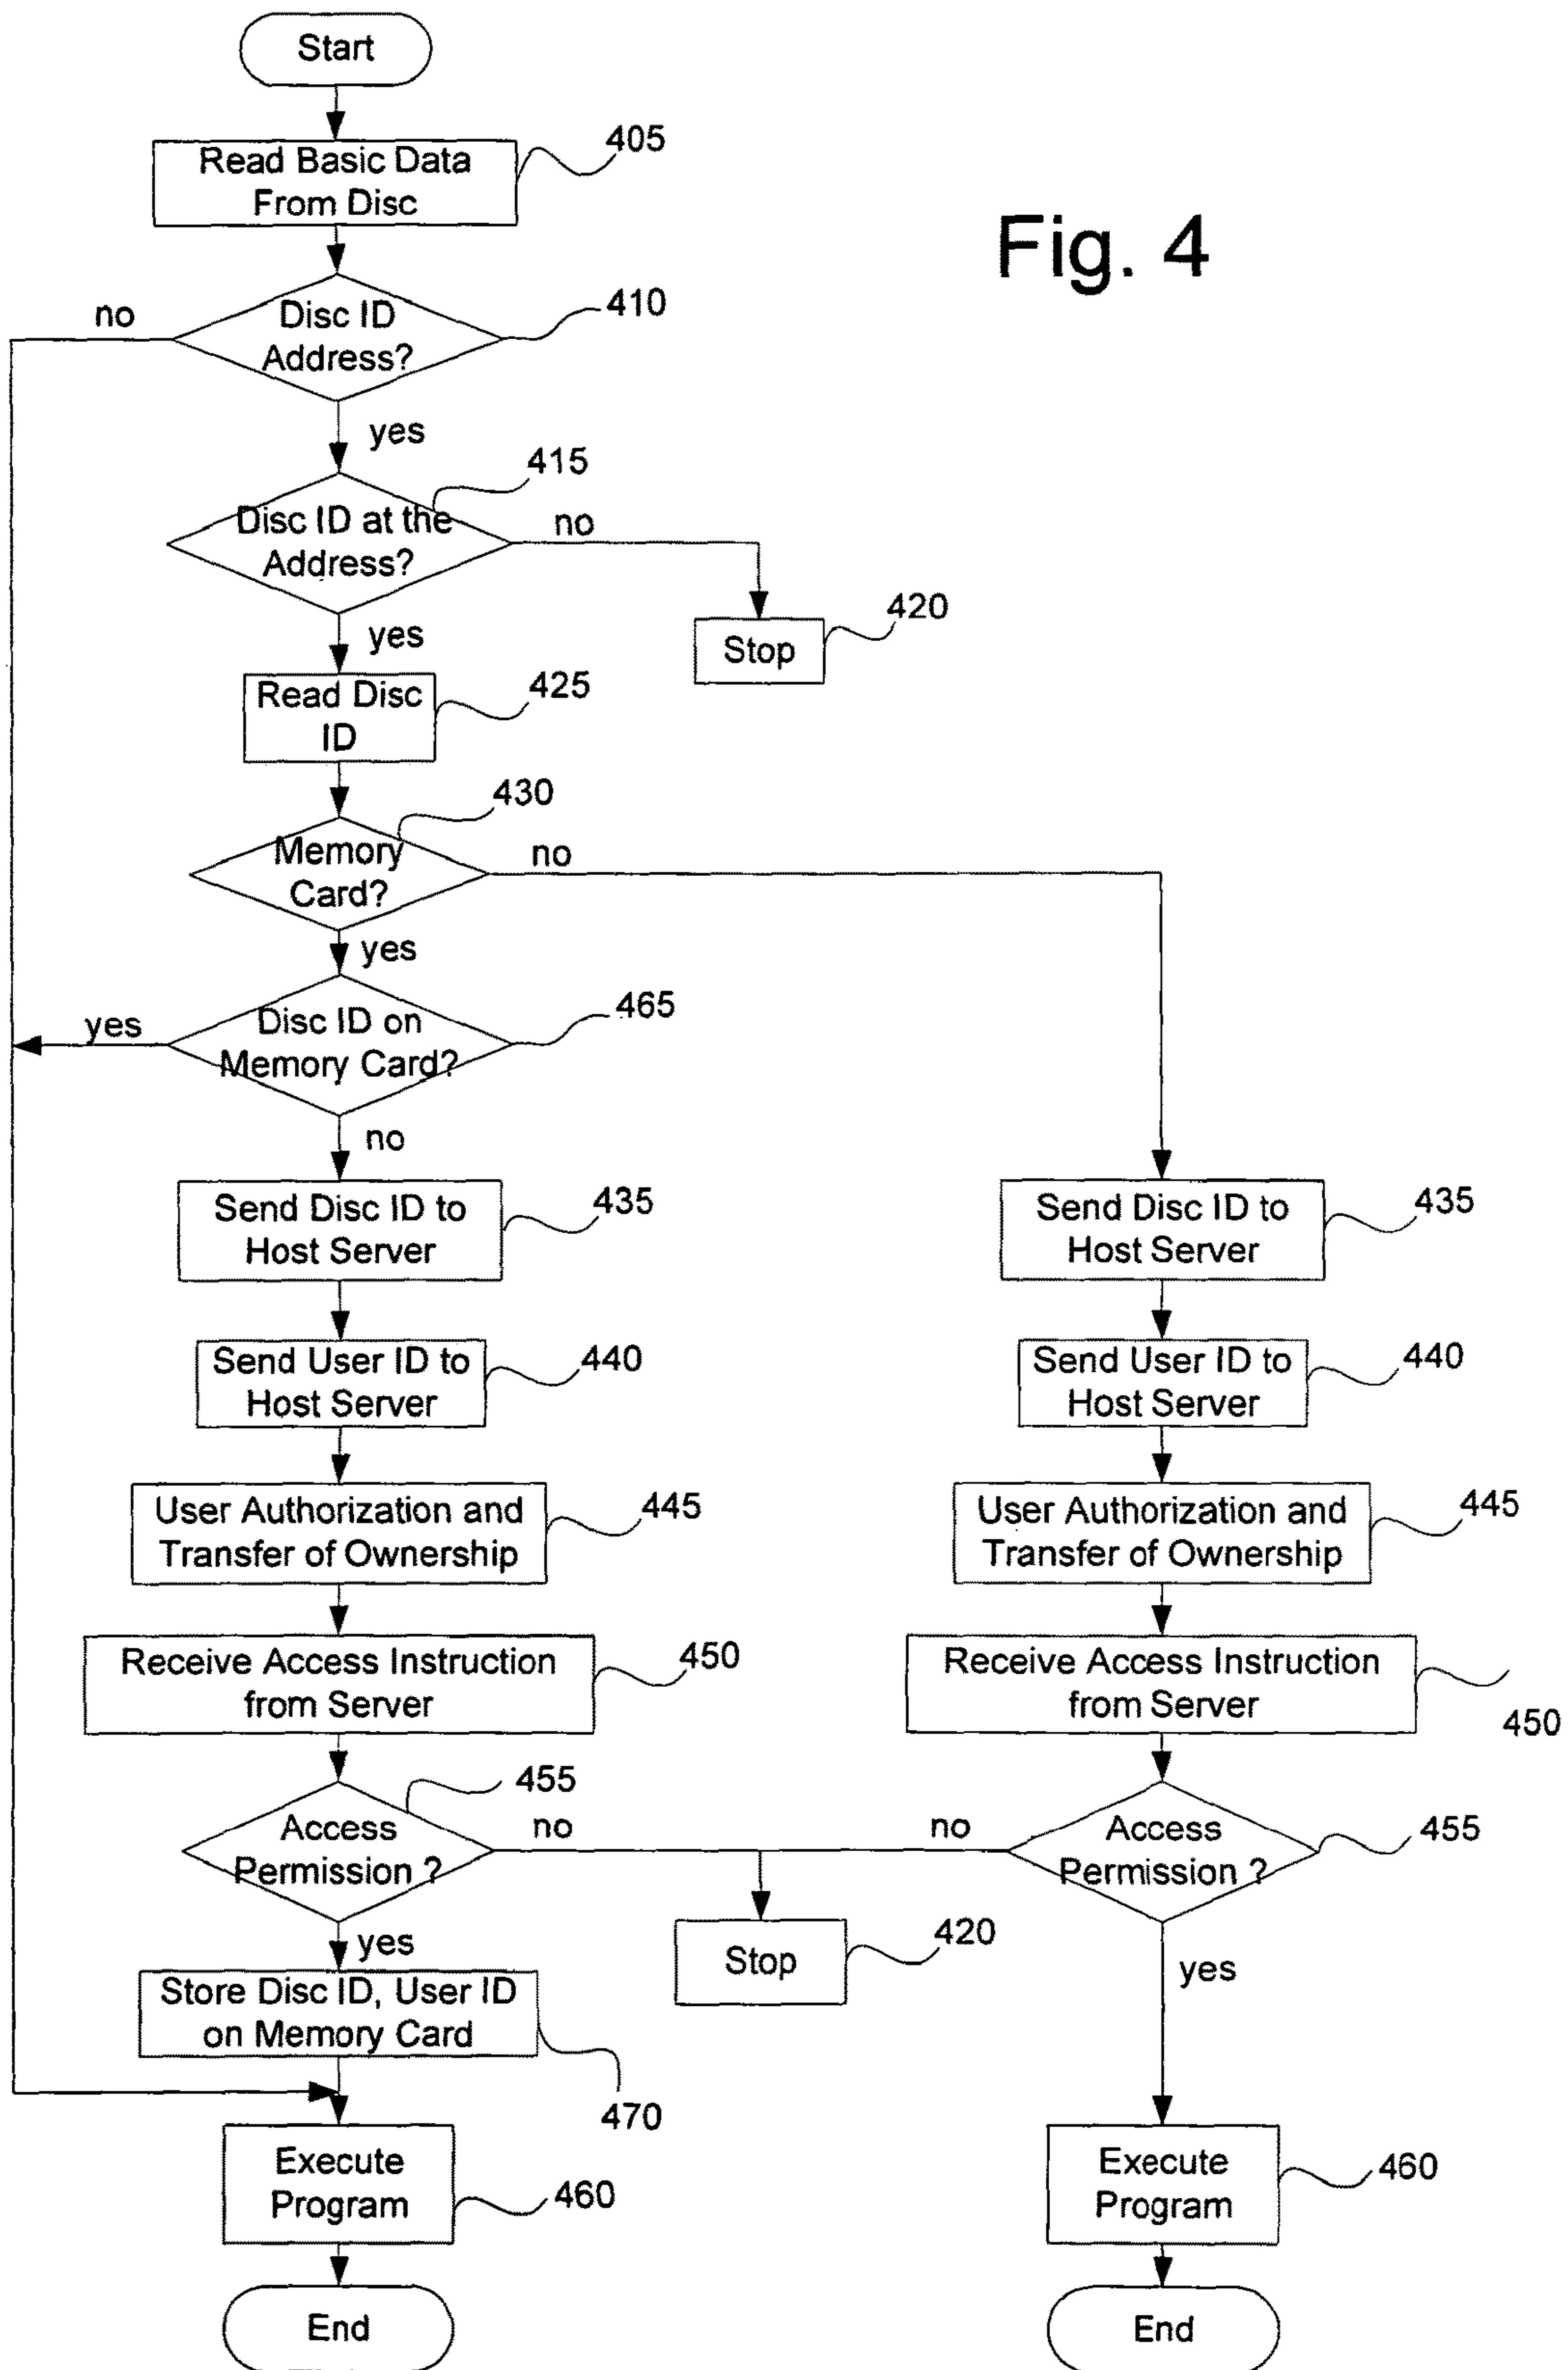 Start
Read Basic Data
From Disc
405
Fig. 4
no
Disc ID
Address?
410
yes
415
Disc ID at the
Address?
no
420
Stop
yes
Read Disc
ID
425
430
Memory
Card?
no
yes
yes
Disc ID on
Memory Card?
465
no
Send Disc ID to
Host Server
435
Send Disc ID to
Host Server
435
Send User ID to
Host Server
440
Send User ID to
Host Server
440
User Authorization and
Transfer of Ownership
445
User Authorization and
Transfer of Ownership
445
Receive Access Instruction
from Server
450
Receive Access Instruction
from Server
450
455
Access
Permission ?
no
no
Access
Permission ?
455
yes
Stop
420
yes
Store Disc ID, User ID
on Memory Card
470
Execute
Program
460
Execute
Program
460
End
End